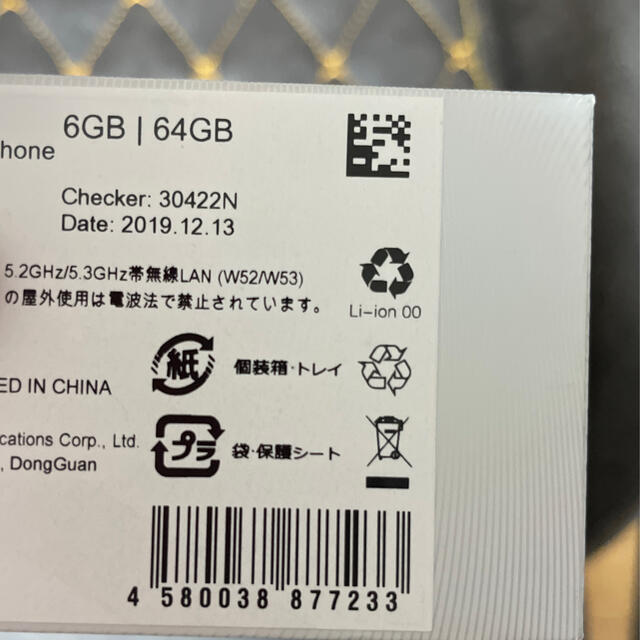 6GB | 64GB
hone
Checker: 30422N
Date: 2019.12.13
5.2GHz/5.3GHz帯無線LAN (W52/W53)
の屋外使用は電波法で禁止されています。
Li-ion 00
紙
個装箱・トレイ
ED IN CHINA
プラ
袋・保護シート
cations Corp., Ltd.
, DongGuan
4 580038 877233